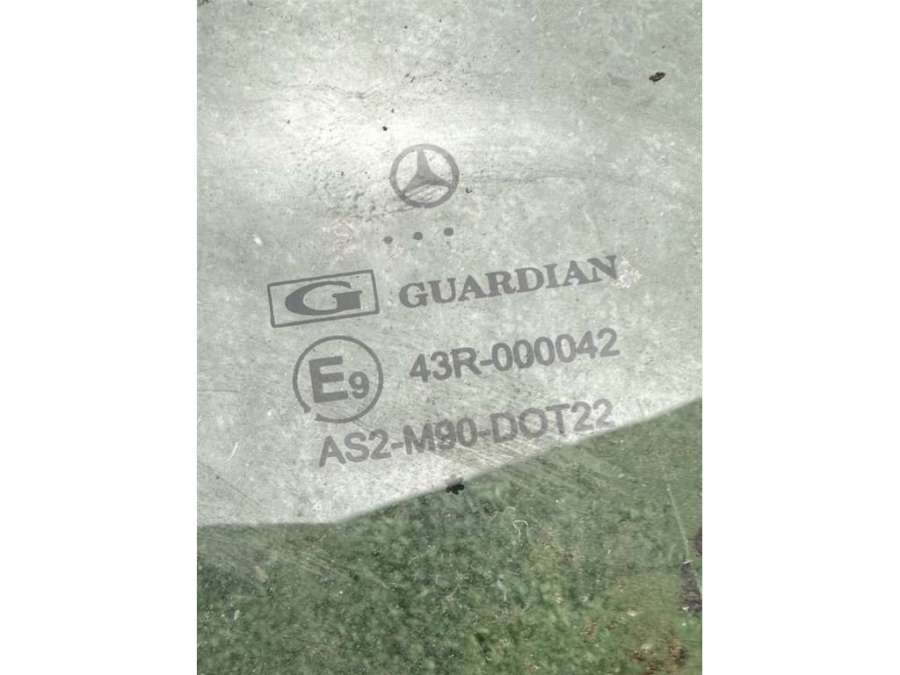 G GUARDIAN
E9 43R-000042
AS2-M90-DOT22